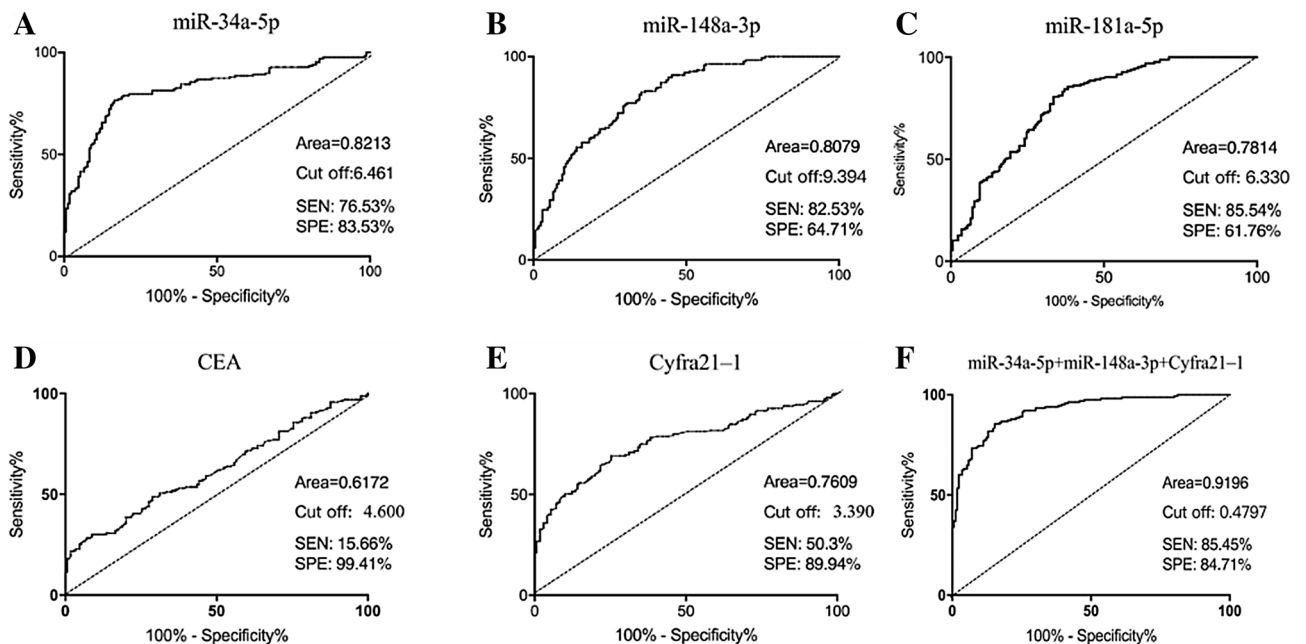 A
miR-34a-5p
100
50
0
Sensitivity%
Area=0.8213
Cut off:6.461
SEN: 76.53%
SPE: 83.53%
0 50 100
100% - Specificity%
B
miR-148a-3p
100
50
0
Sensitivity%
Area=0.8079
Cut off:9.394
SEN: 82.53%
SPE: 64.71%
0 50 100
100% - Specificity%
C
miR-181a-5p
100
50
0
Sensitivity%
Area=0.7814
Cut off: 6.330
SEN: 85.54%
SPE: 61.76%
0 50 100
100% - Specificity%
D
CEA
100
50
0
Sensitivity%
Area=0.6172
Cut off: 4.600
SEN: 15.66%
SPE: 99.41%
0 50 100
100% - Specificity%
E
Cyfra21–1
100
50
0
Sensitivity%
Area=0.7609
Cut off: 3.390
SEN: 50.3%
SPE: 89.94%
0 50 100
100% - Specificity%
F
miR-34a-5p+miR-148a-3p+Cyfra21–1
100
50
0
Sensitivity%
Area=0.9196
Cut off: 0.4797
SEN: 85.45%
SPE: 84.71%
0 50 100
100% - Specificity%